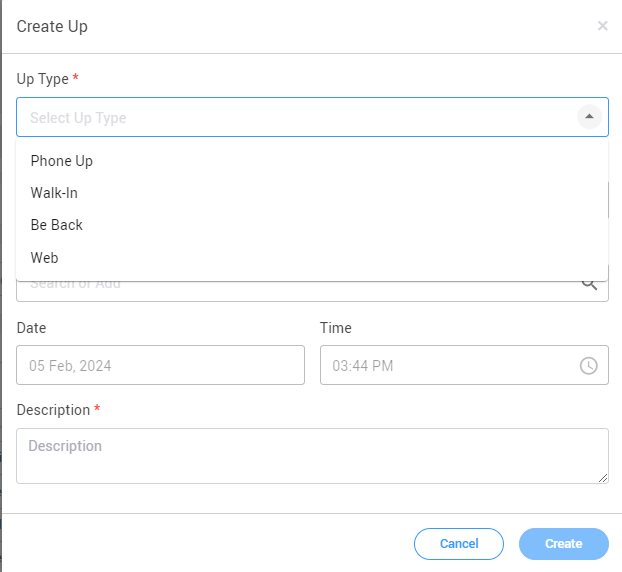 Create Up ×
Up Type *
Select Up Type
Phone Up
Walk-In
Be Back
Web
Search or Add
Date Time
05 Feb, 2024 03:44 PM
Description *
Description
Cancel Create